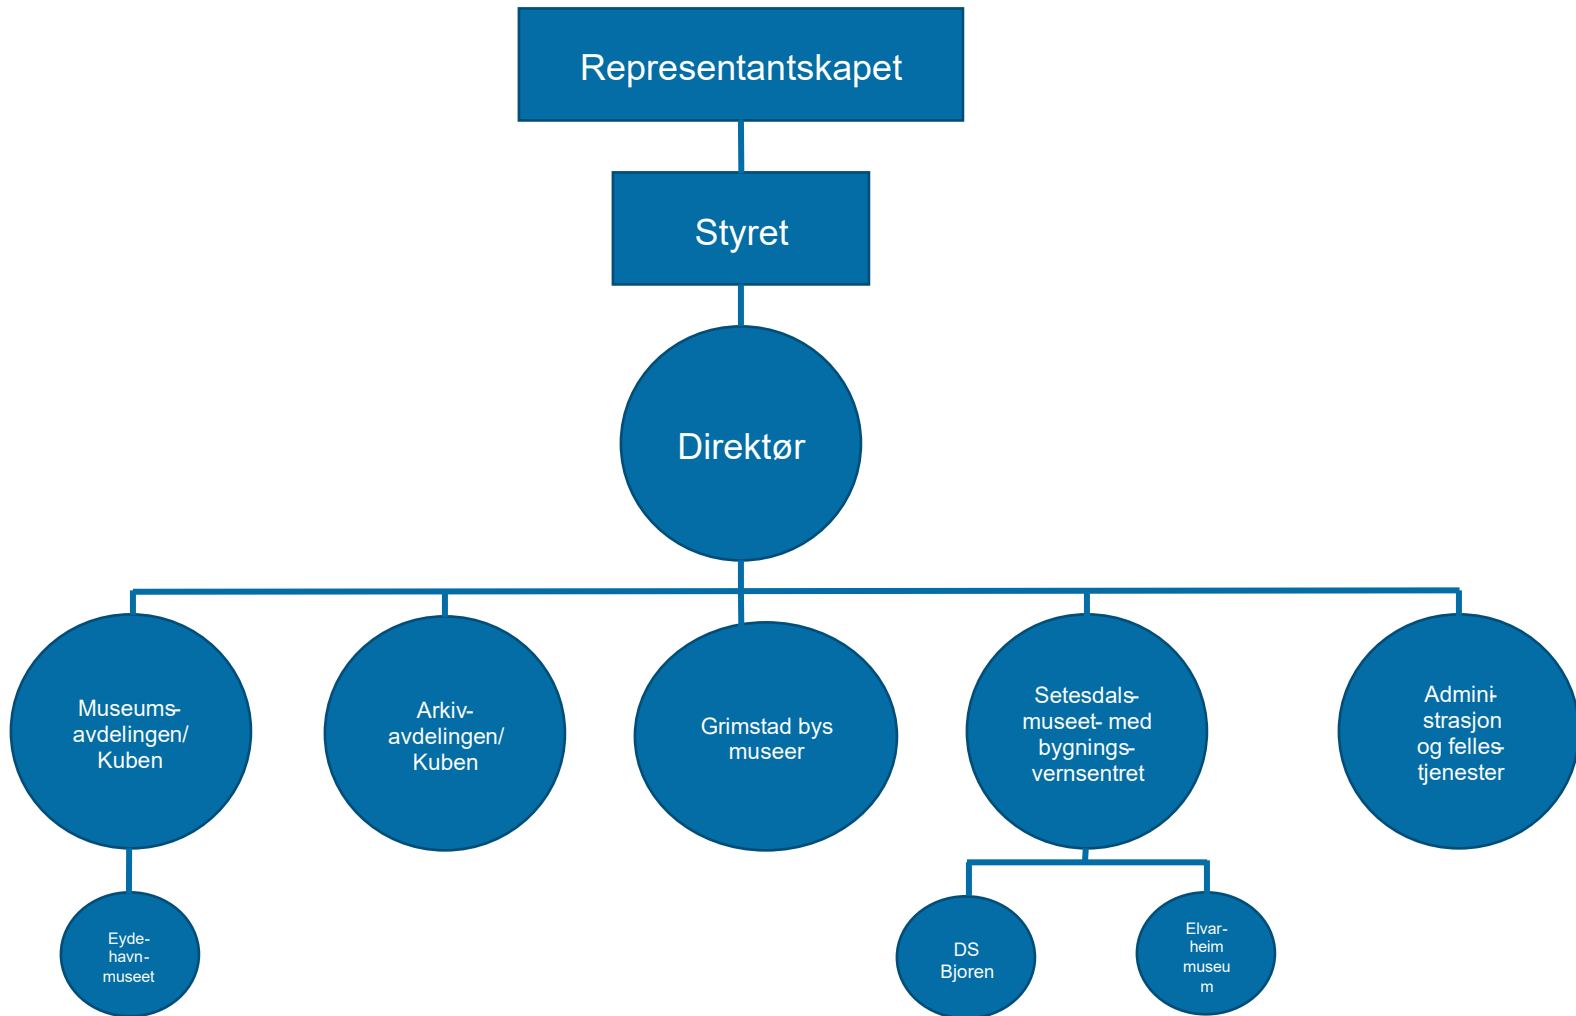 Representantskapet
Styret
Direktør
Museums-
avdelingen/
Kuben
Arkiv-
avdelingen/
Kuben
Grimstad bys
museer
Setesdals-
museet- med
bygnings-
vernsentret
Admini-
strasjon
og felles-
tjenester
Eyde-
havn-
museet
DS
Bjoren
Elvar-
heim
museu
m